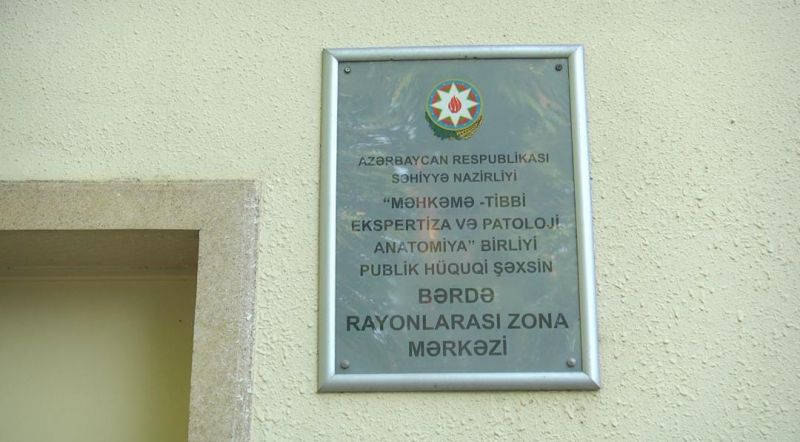 AZƏRBAYCAN RESPUBLİKASI
SƏHİYYƏ NAZİRLİYİ
“MƏHKƏMƏ -TİBBİ
EKSPERTİZA VƏ PATOLOJİ
ANATOMİYA” BİRLİYİ
PUBLİK HÜQUQİ ŞƏXSİN
BƏRDƏ
RAYONLARASI ZONA
MƏRKƏZİ